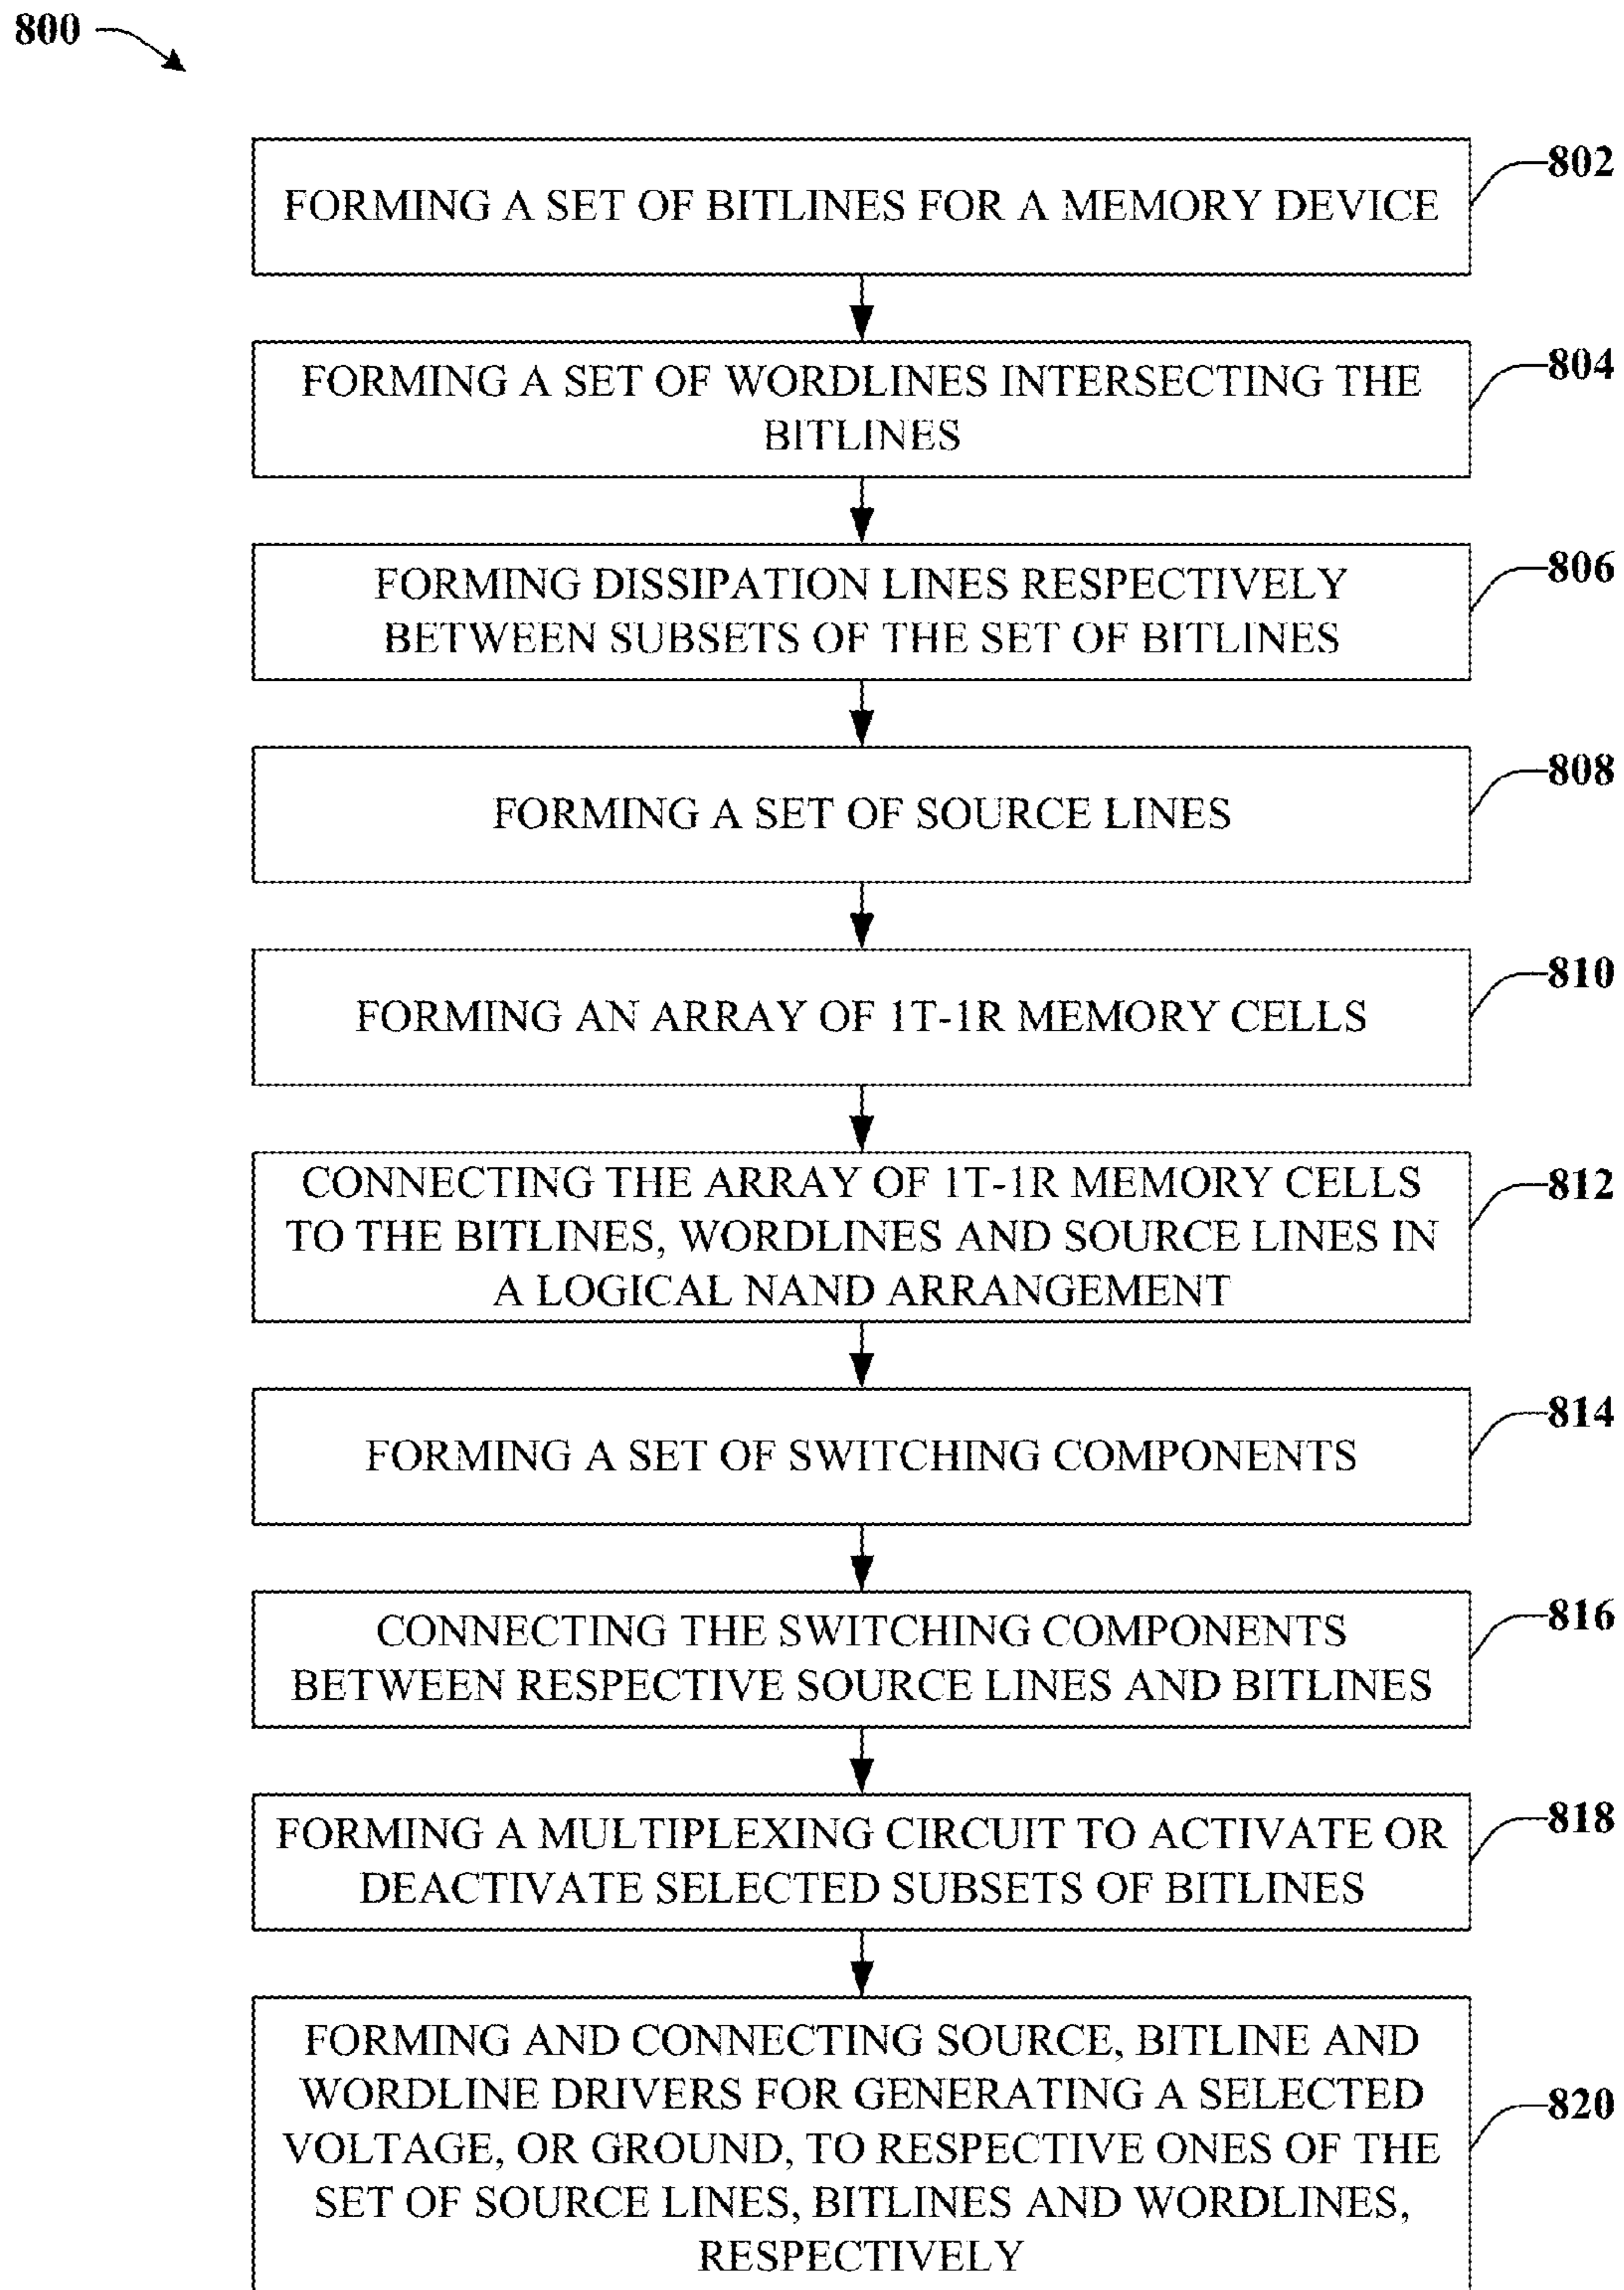 800
FORMING A SET OF BITLINES FOR A MEMORY DEVICE
802
FORMING A SET OF WORDLINES INTERSECTING THE
BITLINES
804
FORMING DISSIPATION LINES RESPECTIVELY
BETWEEN SUBSETS OF THE SET OF BITLINES
806
FORMING A SET OF SOURCE LINES
808
FORMING AN ARRAY OF 1T-1R MEMORY CELLS
810
CONNECTING THE ARRAY OF 1T-1R MEMORY CELLS
TO THE BITLINES, WORDLINES AND SOURCE LINES IN
A LOGICAL NAND ARRANGEMENT
812
FORMING A SET OF SWITCHING COMPONENTS
814
CONNECTING THE SWITCHING COMPONENTS
BETWEEN RESPECTIVE SOURCE LINES AND BITLINES
816
FORMING A MULTIPLEXING CIRCUIT TO ACTIVATE OR
DEACTIVATE SELECTED SUBSETS OF BITLINES
818
FORMING AND CONNECTING SOURCE, BITLINE AND
WORDLINE DRIVERS FOR GENERATING A SELECTED
VOLTAGE, OR GROUND, TO RESPECTIVE ONES OF THE
SET OF SOURCE LINES, BITLINES AND WORDLINES,
RESPECTIVELY
820